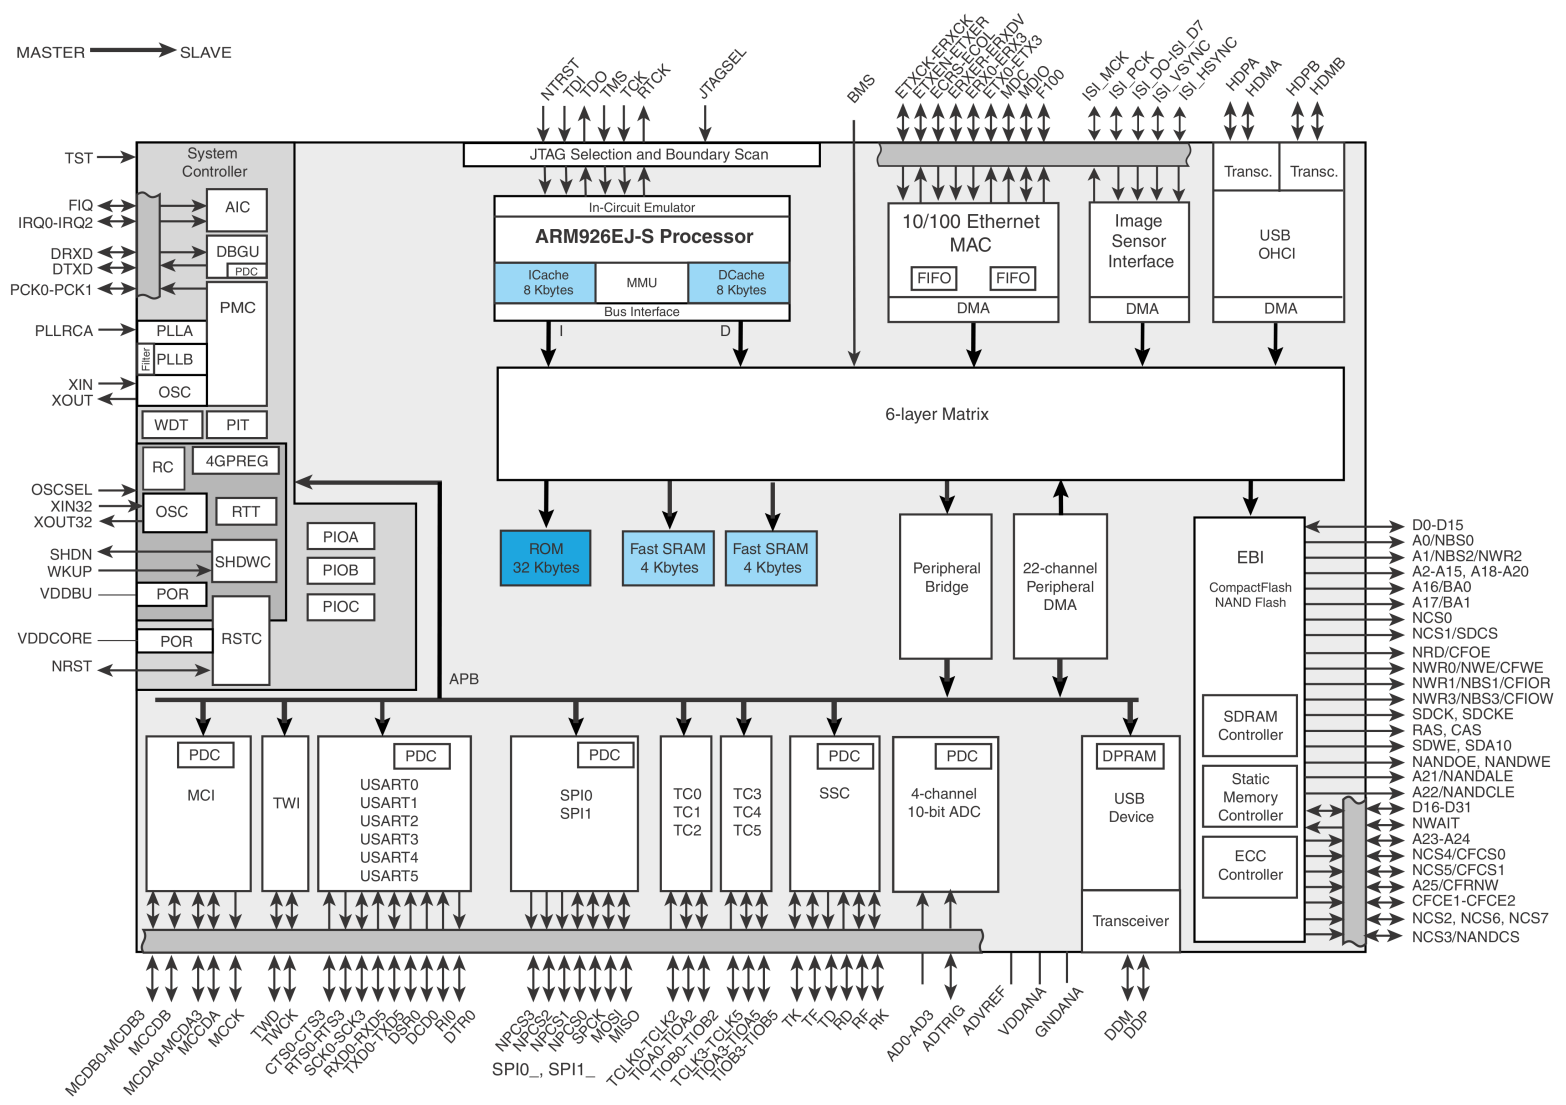 MASTER
SLAVE
NTRST
TDI
TDO
TMS
TCK
RTCK
JTAGSEL
BMS
ETXCK-ERXCK
ETXEN-ETXER
ECRS-ECOL
ERXER-ERXDV
ERX0-ERX3
ETX0-ETX3
MDC
MDIO
F100
ISI_MCK
ISI_PCK
ISI_DO-ISI_D7
ISI_VSYNC
ISI_HSYNC
HDPA
HDMA
HDPB
HDMB
TST
FIQ
IRQ0-IRQ2
DRXD
DTXD
PCK0-PCK1
PLLRCA
XIN
XOUT
OSCSEL
XIN32
XOUT32
SHDN
WKUP
VDDBU
VDDCORE
NRST
System
Controller
AIC
DBGU
PDC
PMC
PLLA
Filter
PLLB
OSC
WDT
PIT
RC
4GPREG
OSC
RTT
SHDWC
POR
POR
RSTC
PIOA
PIOB
PIOC
JTAG Selection and Boundary Scan
In-Circuit Emulator
ARM926EJ-S Processor
ICache
8 Kbytes
MMU
DCache
8 Kbytes
Bus Interface
I
D
10/100 Ethernet
MAC
FIFO
FIFO
DMA
Image
Sensor
Interface
DMA
Transc.
Transc.
USB
OHCI
DMA
6-layer Matrix
ROM
32 Kbytes
Fast SRAM
4 Kbytes
Fast SRAM
4 Kbytes
Peripheral
Bridge
22-channel
Peripheral
DMA
EBI
CompactFlash
NAND Flash
SDRAM
Controller
Static
Memory
Controller
ECC
Controller
D0-D15
A0/NBS0
A1/NBS2/NWR2
A2-A15, A18-A20
A16/BA0
A17/BA1
NCS0
NCS1/SDCS
NRD/CFOE
NWR0/NWE/CFWE
NWR1/NBS1/CFIOR
NWR3/NBS3/CFIOW
SDCK, SDCKE
RAS, CAS
SDWE, SDA10
NANDOE, NANDWE
A21/NANDALE
A22/NANDCLE
D16-D31
NWAIT
A23-A24
NCS4/CFCS0
NCS5/CFCS1
A25/CFRNW
CFCE1-CFCE2
NCS2, NCS6, NCS7
NCS3/NANDCS
APB
PDC
MCI
TWI
PDC
USART0
USART1
USART2
USART3
USART4
USART5
PDC
SPI0
SPI1
TC0
TC1
TC2
TC3
TC4
TC5
PDC
SSC
PDC
4-channel
10-bit ADC
DPRAM
USB
Device
Transceiver
MCDB0-MCDB3
MCCDB
MCDA0-MCDA3
MCCDA
MCCK
TWD
TWCK
CTS0-CTS3
RTS0-RTS3
SCK0-SCK3
RXD0-RXD5
TXD0-TXD5
DSR0
DCD0
RI0
DTR0
NPCS3
NPCS2
NPCS1
NPCS0
SPCK
MOSI
MISO
SPI0_, SPI1_
TCLK0-TCLK2
TIOA0-TIOA2
TIOB0-TIOB2
TCLK3-TCLK5
TIOA3-TIOA5
TIOB3-TIOB5
TK
TF
TD
RD
RF
RK
AD0-AD3
ADTRIG
ADVREF
VDDANA
GNDANA
DDM
DDP